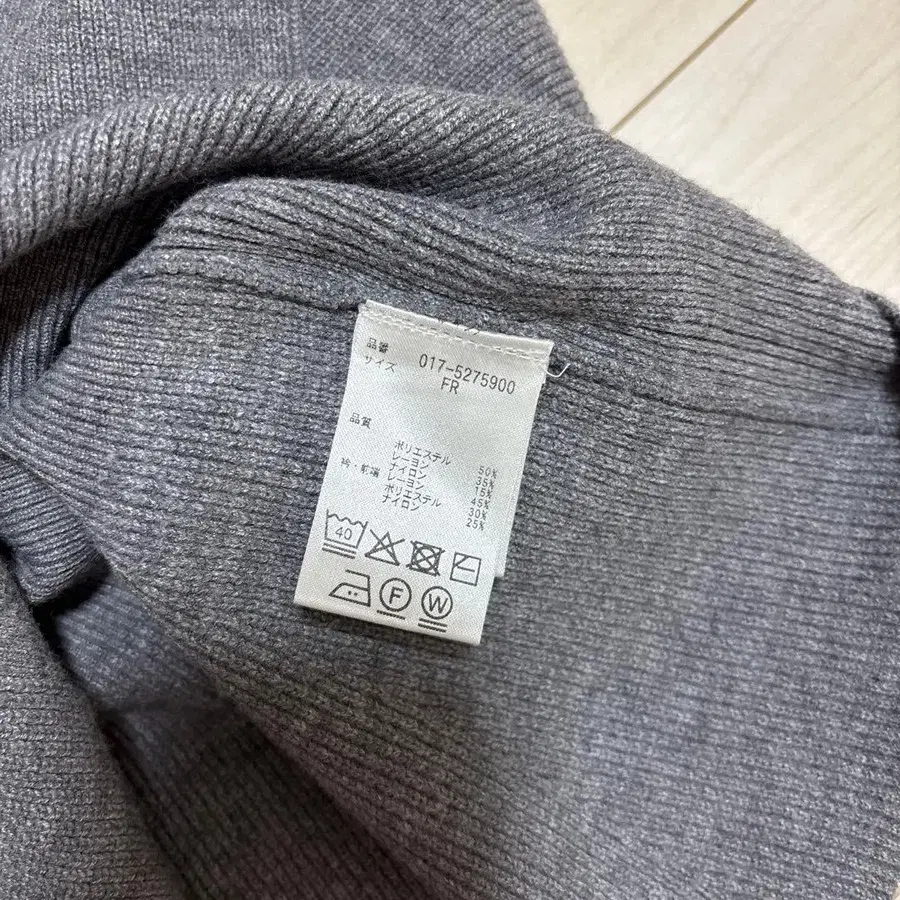 品番 017-5275900
サイズ FR
品質
ポリエステル 50%
レーヨン 35%
ナイロン 15%
衿・前端 レーヨン 45%
ポリエステル 30%
ナイロン 25%
40
F W